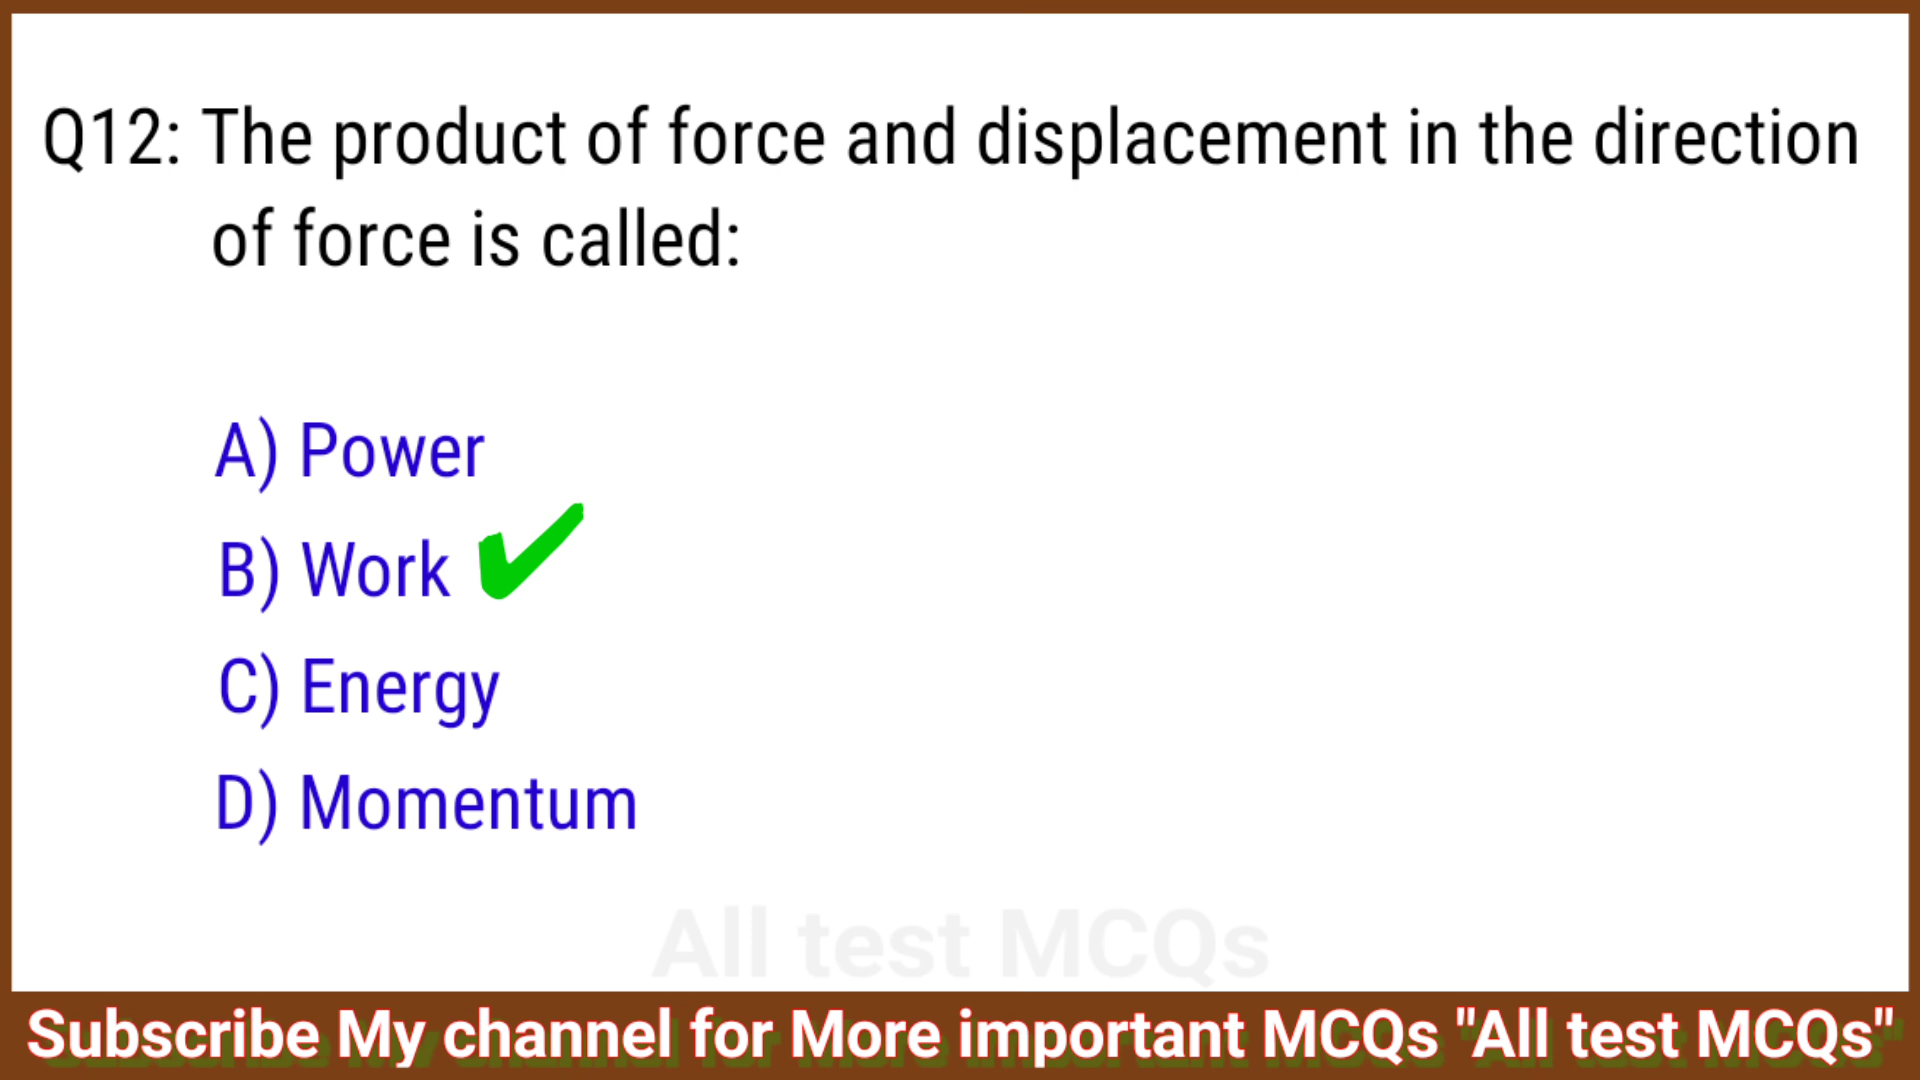 Q12: The product of force and displacement in the direction
of force is called:
A) Power
B) Work
C) Energy
D) Momentum
All test MCQs
Subscribe My channel for More important MCQs "All test MCQs"